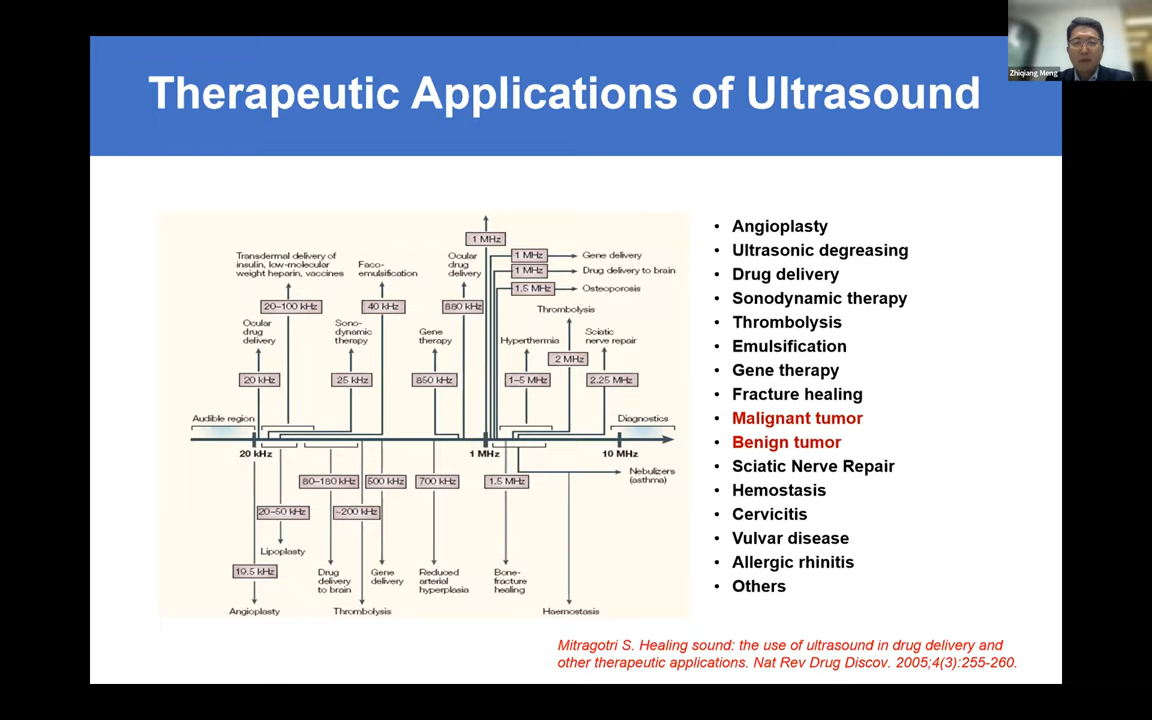 Zhiqiang Meng
Therapeutic Applications of Ultrasound
1 MHz
Transdermal delivery of
insulin, low-molecular
weight heparin, vaccines
Faco-
emulsification
Ocular
drug
delivery
1 MHz
Gene delivery
1 MHz
Drug delivery to brain
1.5 MHz
Osteoporosis
20–100 kHz
40 kHz
880 kHz
Thrombolysis
Ocular
drug
delivery
Sono-
dynamic
therapy
Gene
therapy
Hyperthermia
Sciatic
nerve repair
2 MHz
20 kHz
25 kHz
850 kHz
1–5 MHz
2.25 MHz
Audible region
Diagnostics
20 kHz
1 MHz
10 MHz
Nebulizers
(asthma)
80–180 kHz
500 kHz
700 kHz
1.5 MHz
20–50 kHz
~200 kHz
Lipoplasty
19.5 kHz
Drug
delivery
to brain
Gene
delivery
Reduced
arterial
hyperplasia
Bone-
fracture
healing
Angioplasty
Thrombolysis
Haemostasis
• Angioplasty
• Ultrasonic degreasing
• Drug delivery
• Sonodynamic therapy
• Thrombolysis
• Emulsification
• Gene therapy
• Fracture healing
• Malignant tumor
• Benign tumor
• Sciatic Nerve Repair
• Hemostasis
• Cervicitis
• Vulvar disease
• Allergic rhinitis
• Others
Mitragotri S. Healing sound: the use of ultrasound in drug delivery and
other therapeutic applications. Nat Rev Drug Discov. 2005;4(3):255-260.